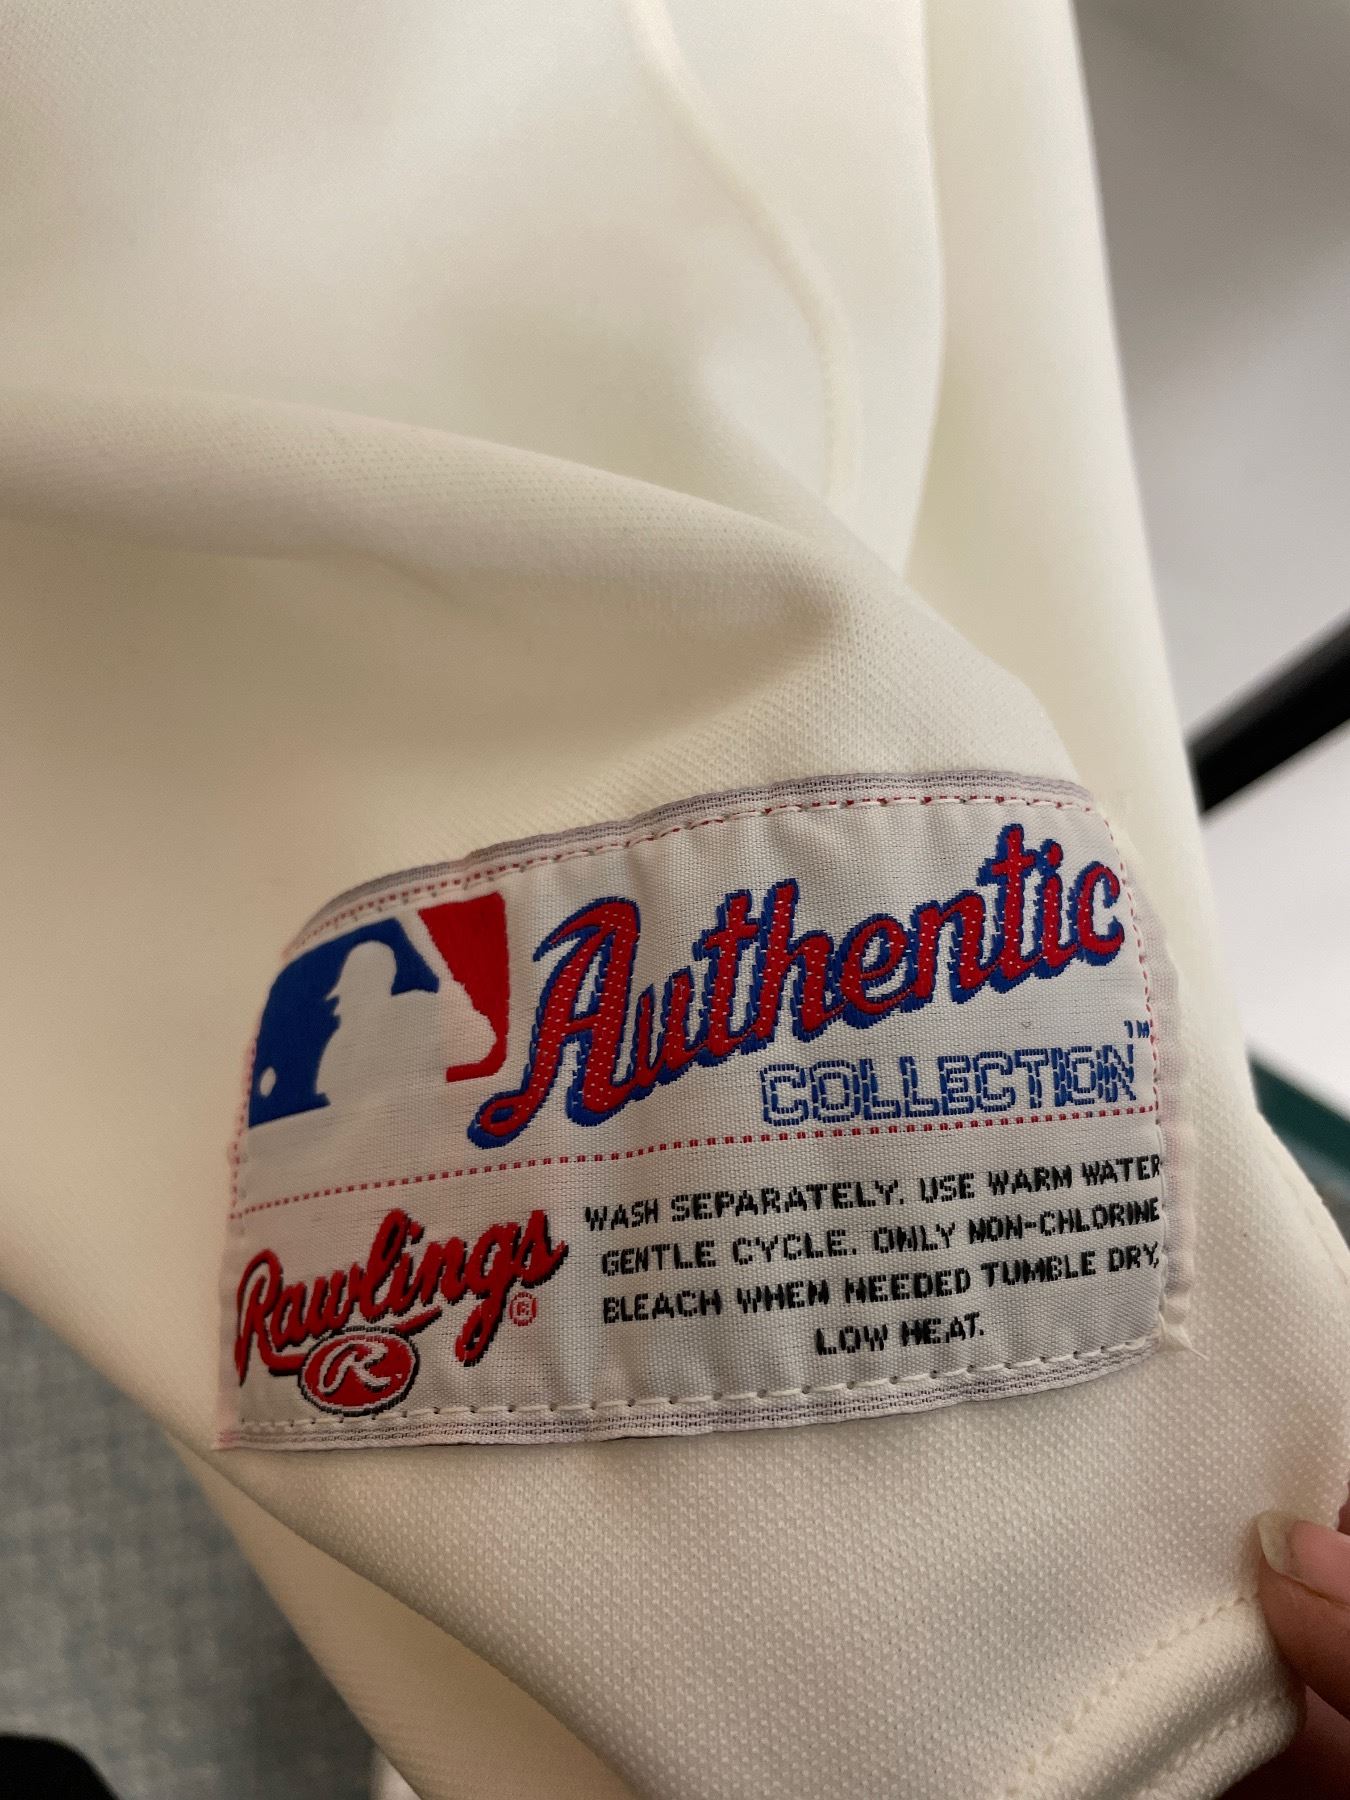 Authentic
COLLECTION™
Rawlings®
R
WASH SEPARATELY. USE WARM WATER
GENTLE CYCLE. ONLY NON-CHLORINE
BLEACH WHEN NEEDED TUMBLE DRY,
LOW HEAT.